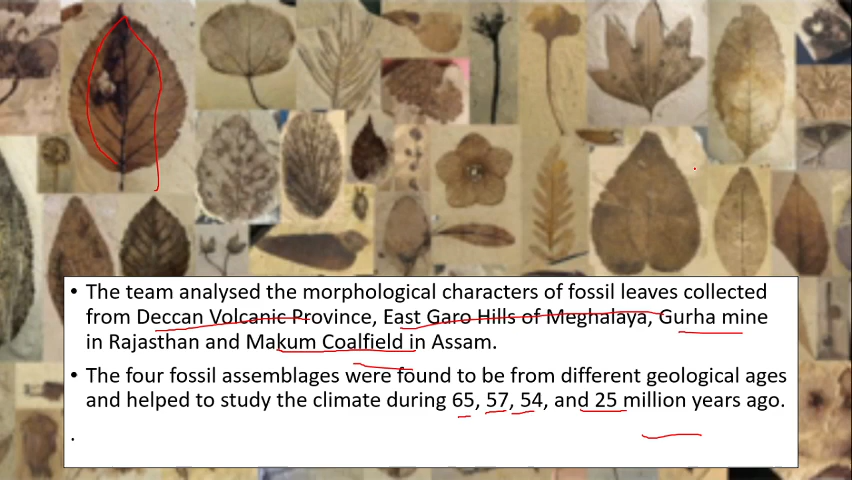 • The team analysed the morphological characters of fossil leaves collected
from Deccan Volcanic Province, East Garo Hills of Meghalaya, Gurha mine
in Rajasthan and Makum Coalfield in Assam.
• The four fossil assemblages were found to be from different geological ages
and helped to study the climate during 65, 57, 54, and 25 million years ago.
.